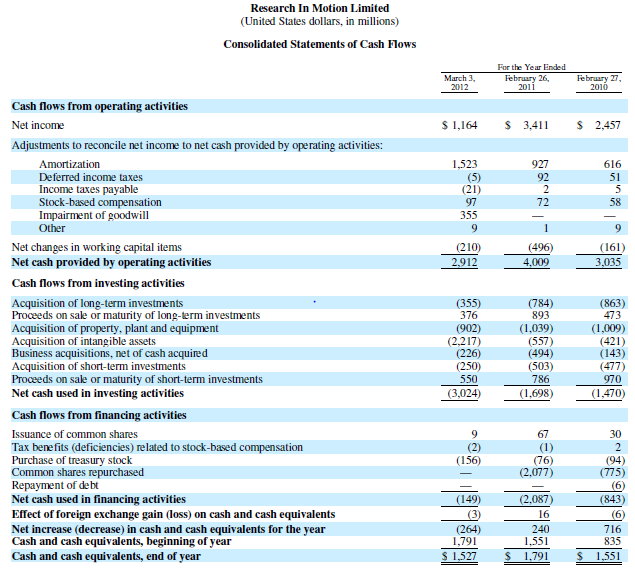 Research In Motion Limited
(United States dollars, in millions)
Consolidated Statements of Cash Flows
For the Year Ended
March 3, 2012 February 26, 2011 February 27, 2010
Cash flows from operating activities
Net income $ 1,164 $ 3,411 $ 2,457
Adjustments to reconcile net income to net cash provided by operating activities:
Amortization 1,523 927 616
Deferred income taxes (5) 92 51
Income taxes payable (21) 2 5
Stock-based compensation 97 72 58
Impairment of goodwill 355 — —
Other 9 1 9
Net changes in working capital items (210) (496) (161)
Net cash provided by operating activities 2,912 4,009 3,035
Cash flows from investing activities
Acquisition of long-term investments (355) (784) (863)
Proceeds on sale or maturity of long-term investments 376 893 473
Acquisition of property, plant and equipment (902) (1,039) (1,009)
Acquisition of intangible assets (2,217) (557) (421)
Business acquisitions, net of cash acquired (226) (494) (143)
Acquisition of short-term investments (250) (503) (477)
Proceeds on sale or maturity of short-term investments 550 786 970
Net cash used in investing activities (3,024) (1,698) (1,470)
Cash flows from financing activities
Issuance of common shares 9 67 30
Tax benefits (deficiencies) related to stock-based compensation (2) (1) 2
Purchase of treasury stock (156) (76) (94)
Common shares repurchased — (2,077) (775)
Repayment of debt — — (6)
Net cash used in financing activities (149) (2,087) (843)
Effect of foreign exchange gain (loss) on cash and cash equivalents (3) 16 (6)
Net increase (decrease) in cash and cash equivalents for the year (264) 240 716
Cash and cash equivalents, beginning of year 1,791 1,551 835
Cash and cash equivalents, end of year $ 1,527 $ 1,791 $ 1,551